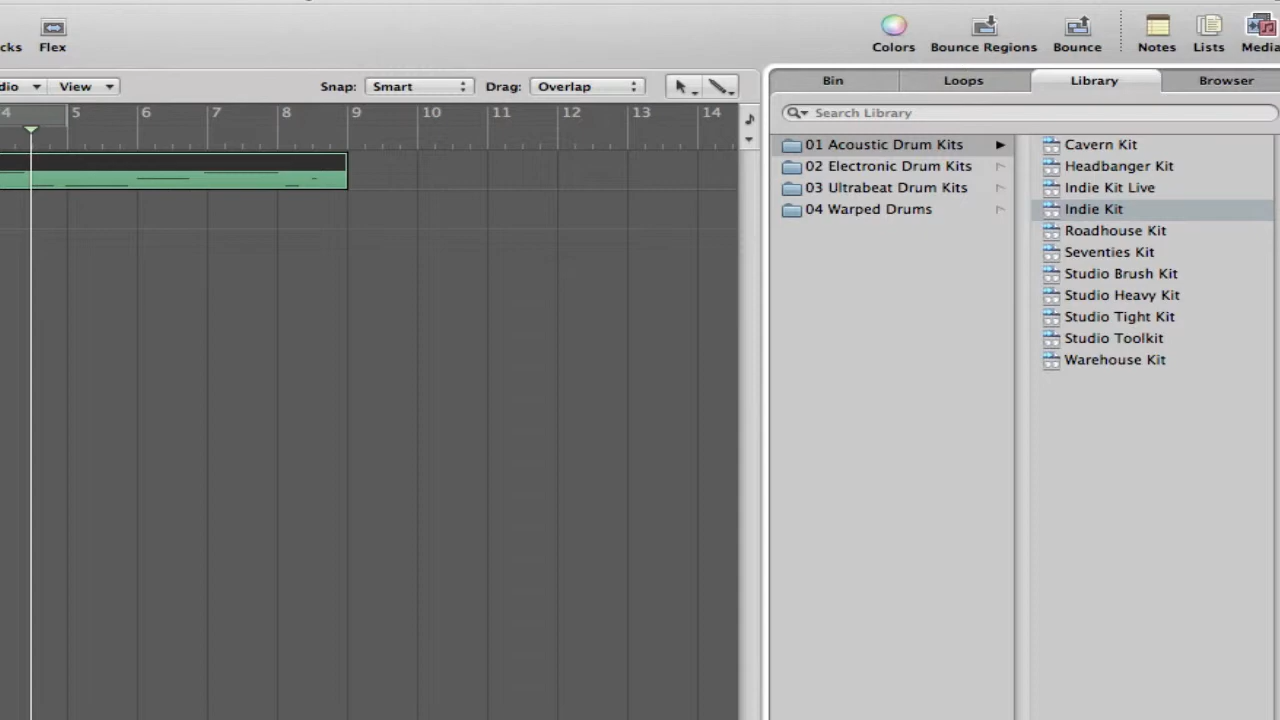 cks Flex Colors Bounce Regions Bounce Notes Lists Media
dio View Snap: Smart Drag: Overlap
Bin Loops Library Browser
4 5 6 7 8 9 10 11 12 13 14
Search Library
01 Acoustic Drum Kits
02 Electronic Drum Kits
03 Ultrabeat Drum Kits
04 Warped Drums
Cavern Kit
Headbanger Kit
Indie Kit Live
Indie Kit
Roadhouse Kit
Seventies Kit
Studio Brush Kit
Studio Heavy Kit
Studio Tight Kit
Studio Toolkit
Warehouse Kit